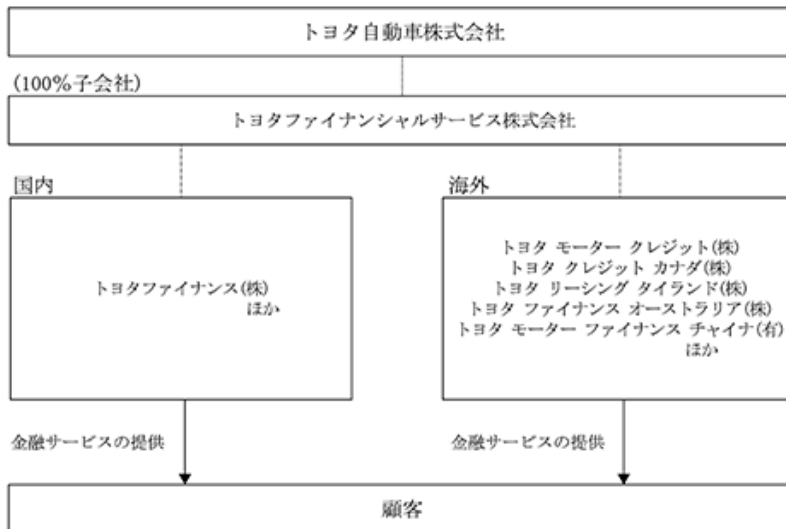 トヨタ自動車株式会社
(100%子会社)
トヨタファイナンシャルサービス株式会社
国内
トヨタファイナンス(株)
ほか
海外
トヨタ モーター クレジット(株)
トヨタ クレジット カナダ(株)
トヨタ リーシング タイランド(株)
トヨタ ファイナンス オーストラリア(株)
トヨタ モーター ファイナンス チャイナ(有)
ほか
金融サービスの提供
金融サービスの提供
顧客